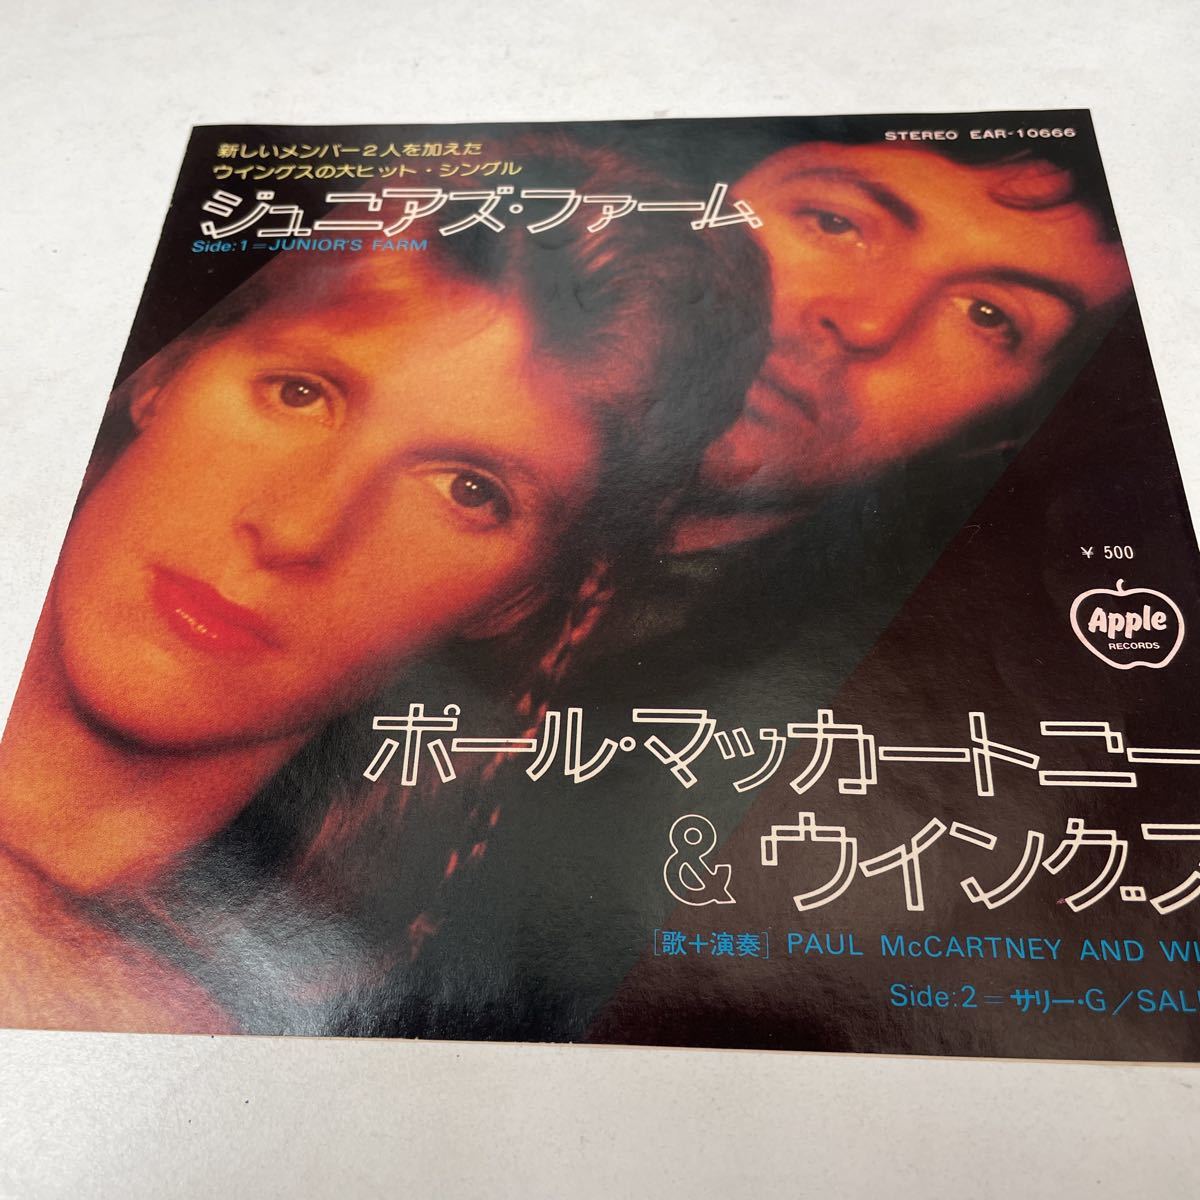 STEREO EAR-10666
新しいメンバー2人を加えた
ウイングスの大ヒット・シングル
ジュニアズ・ファーム
Side:1=JUNIOR'S FARM
¥ 500
Apple
RECORDS
ポール・マッカートニー
&ウイングス
[歌+演奏] PAUL McCARTNEY AND WI
Side:2=サリー・G/SAL